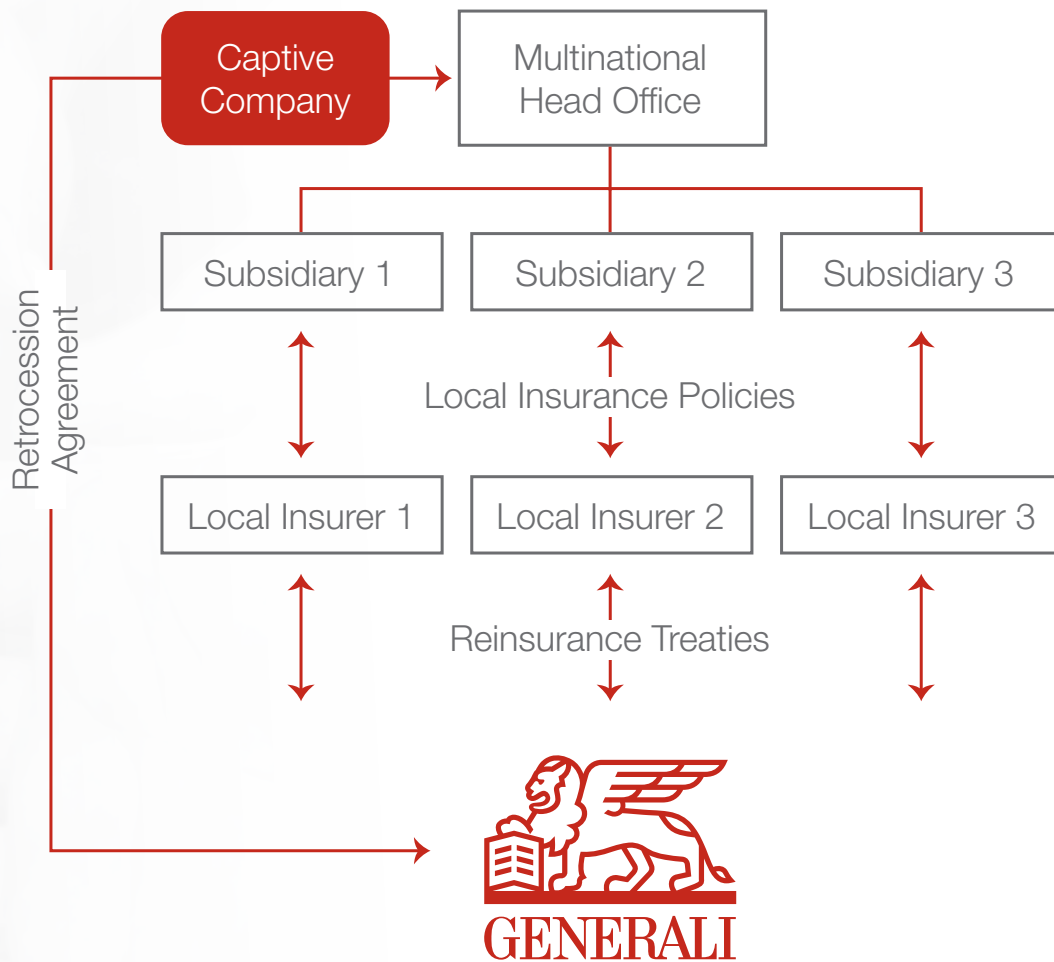 Captive
Company
Multinational
Head Office
Subsidiary 1
Subsidiary 2
Subsidiary 3
Retrocession
Agreement
Local Insurance Policies
Local Insurer 1
Local Insurer 2
Local Insurer 3
Reinsurance Treaties
GENERALI